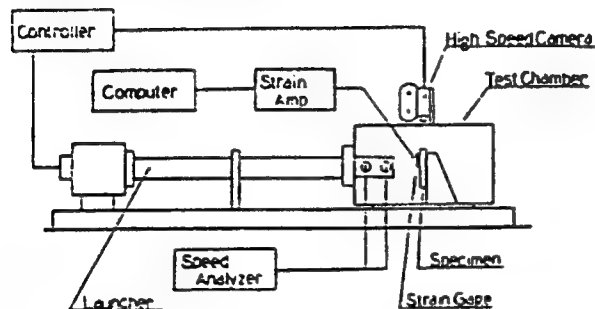 Controller
High Speed Camera
Test Chamber
Computer
Strain
Amp
Speed
Analyzer
Specimen
Launcher
Strain Gage